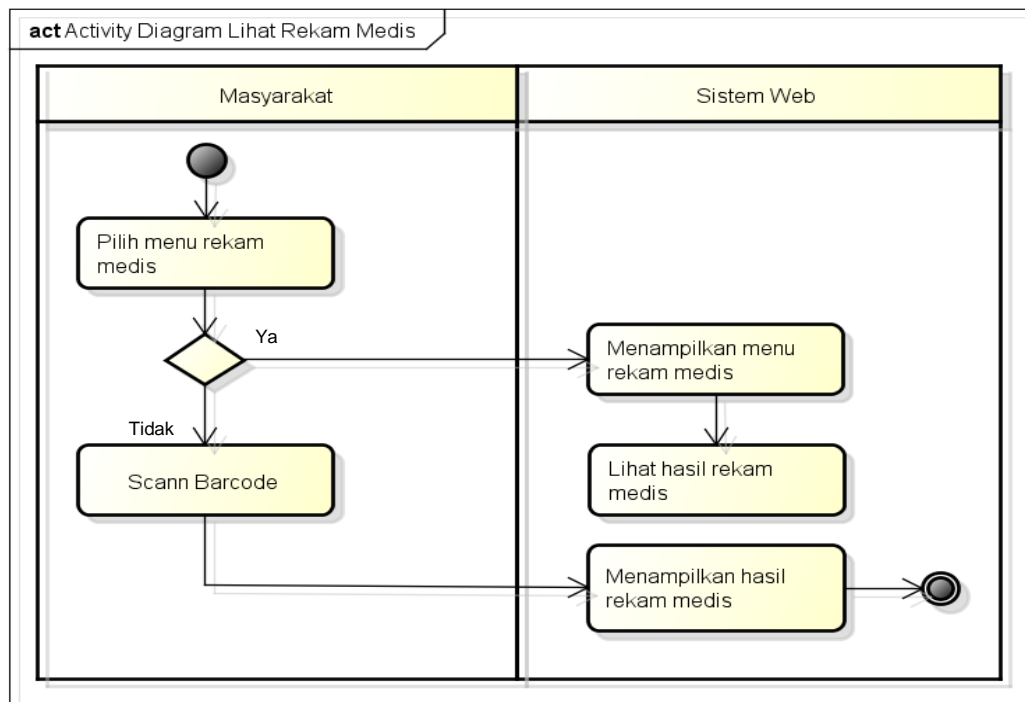 act Activity Diagram Lihat Rekam Medis
Masyarakat
Sistem Web
Pilih menu rekam
medis
Ya
Menampilkan menu
rekam medis
Tidak
Scann Barcode
Lihat hasil rekam
medis
Menampilkan hasil
rekam medis